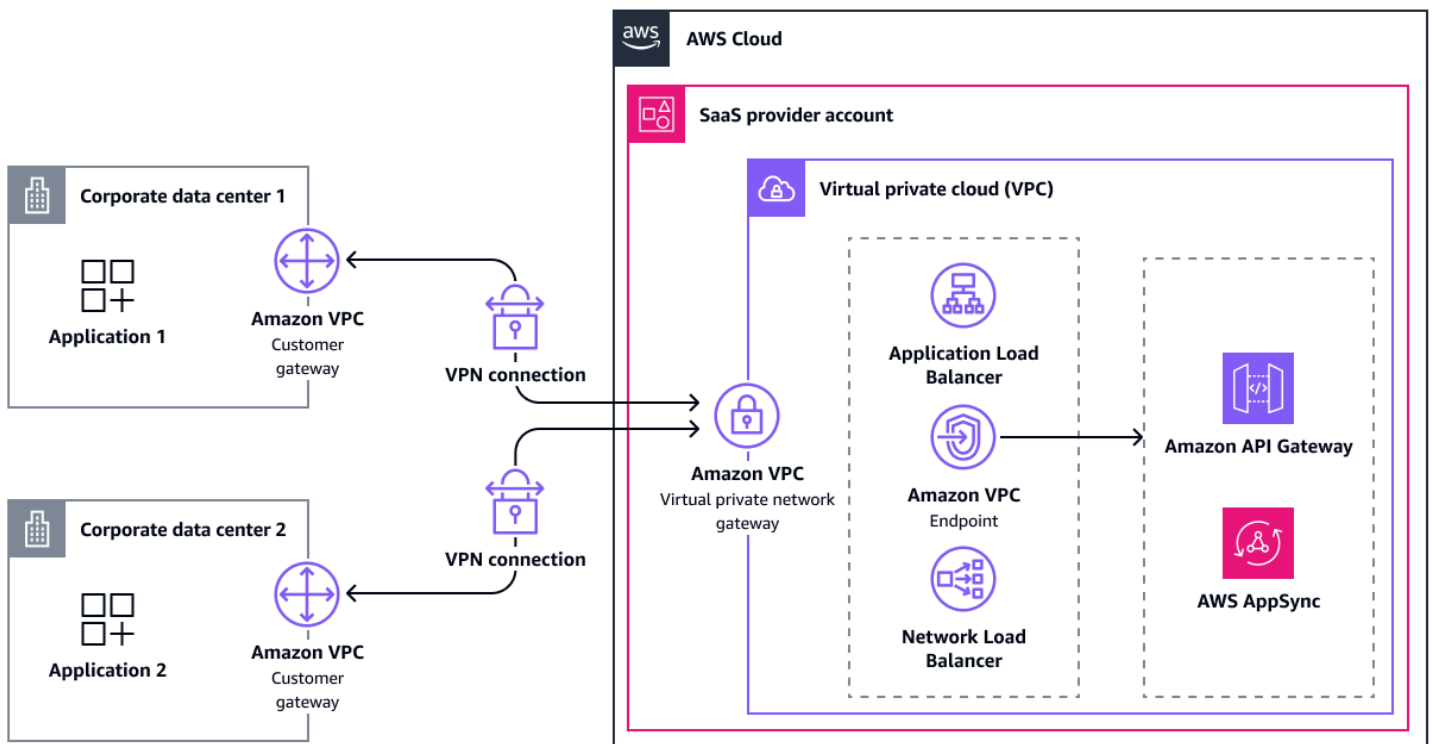 aws
AWS Cloud
SaaS provider account
Virtual private cloud (VPC)
Corporate data center 1
Application 1
Amazon VPC
Customer
gateway
VPN connection
Corporate data center 2
Application 2
Amazon VPC
Customer
gateway
VPN connection
Amazon VPC
Virtual private network
gateway
Application Load
Balancer
Amazon VPC
Endpoint
Network Load
Balancer
</>
Amazon API Gateway
AWS AppSync